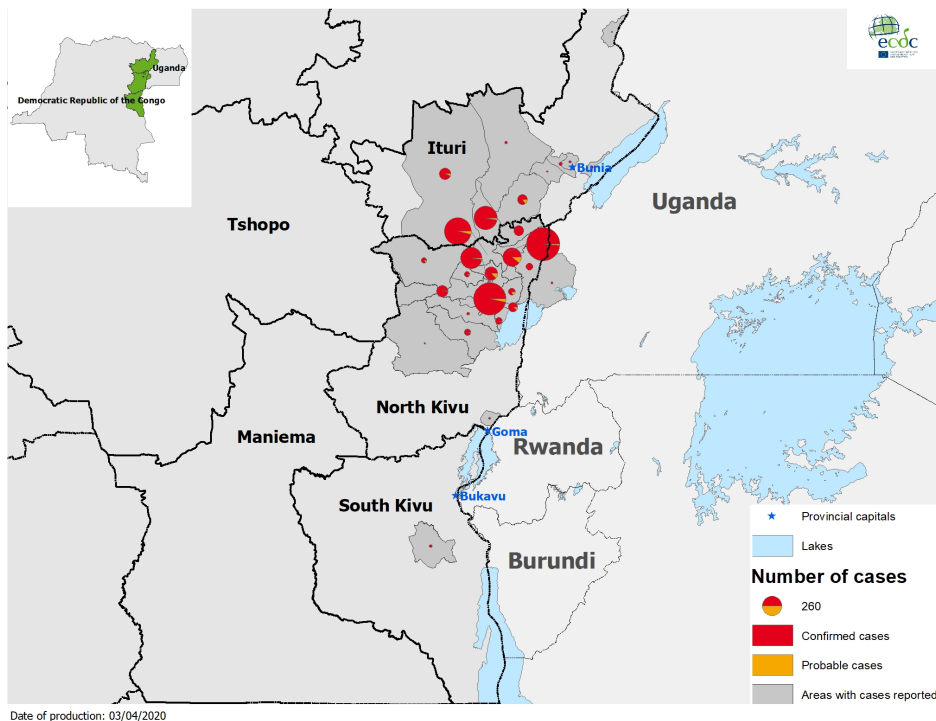 Uganda
Democratic Republic of the Congo
ecdc
Ituri
Bunia
Uganda
Tshopo
North Kivu
Goma
Maniema
Rwanda
South Kivu
Bukavu
Burundi
Provincial capitals
Lakes
Number of cases
260
Confirmed cases
Probable cases
Areas with cases reported
Date of production: 03/04/2020